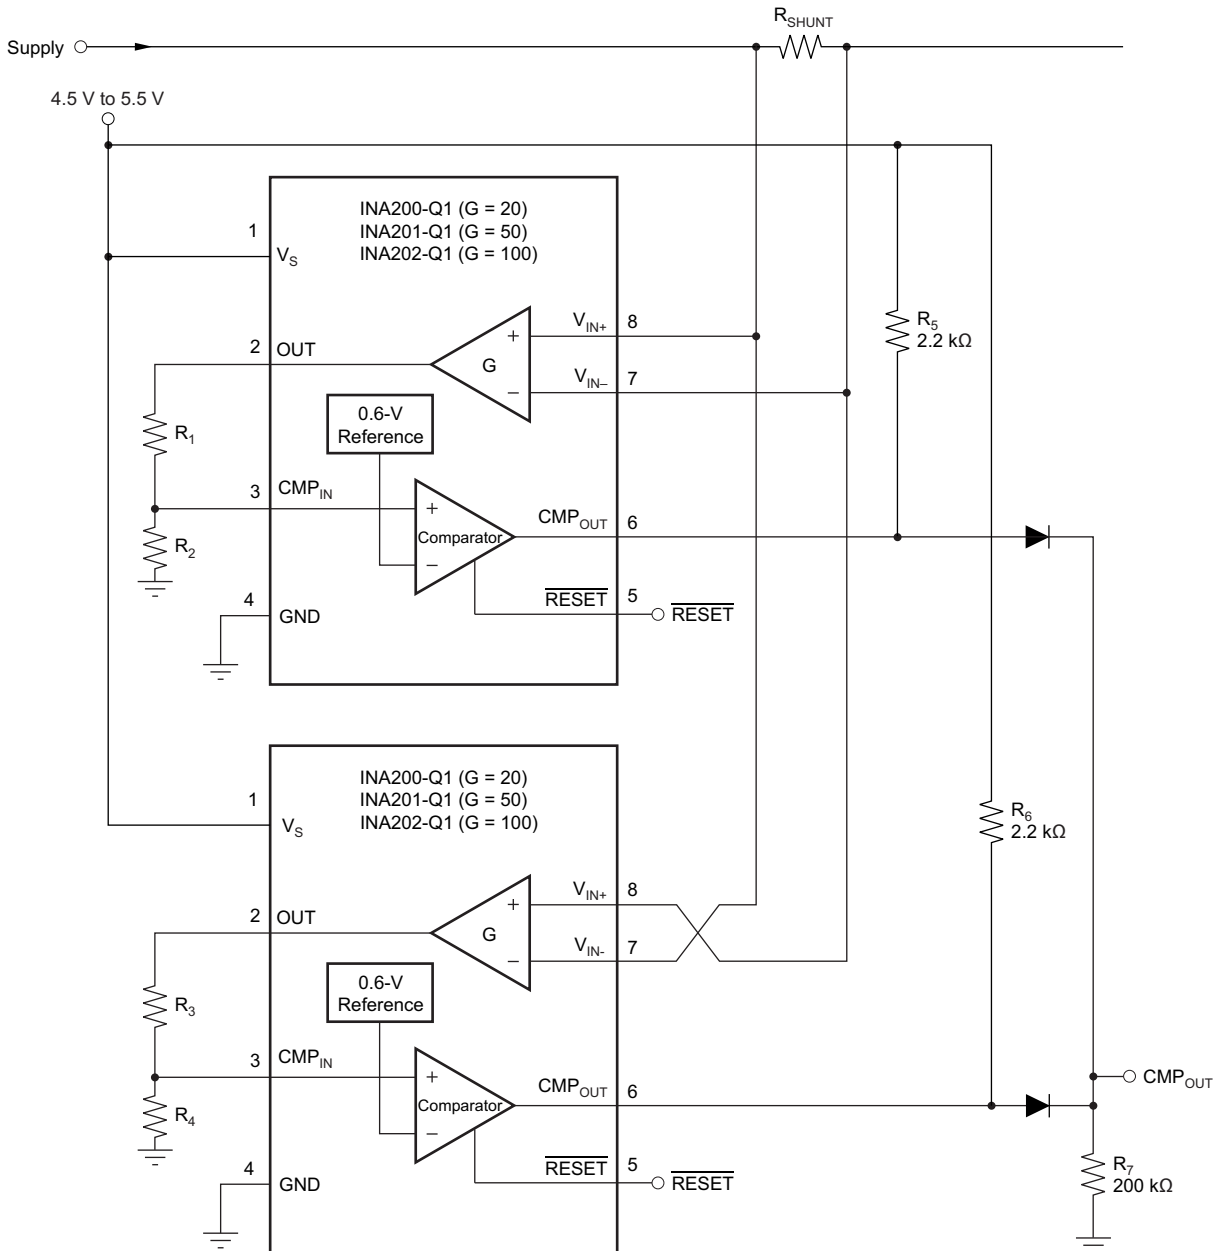 R_SHUNT
Supply
4.5 V to 5.5 V
INA200-Q1 (G = 20)
INA201-Q1 (G = 50)
INA202-Q1 (G = 100)
1
V_S
V_IN+
8
+
R_5
2.2 kΩ
2
OUT
G
V_IN–
7
–
0.6-V
Reference
R_1
3
CMP_IN
+
CMP_OUT
6
Comparator
R_2
–
RESET
5
RESET
4
GND
INA200-Q1 (G = 20)
INA201-Q1 (G = 50)
INA202-Q1 (G = 100)
1
V_S
R_6
2.2 kΩ
V_IN+
8
+
2
OUT
G
V_IN-
7
–
0.6-V
Reference
R_3
3
CMP_IN
+
CMP_OUT
CMP_OUT
6
Comparator
R_4
–
RESET
5
RESET
4
GND
R_7
200 kΩ